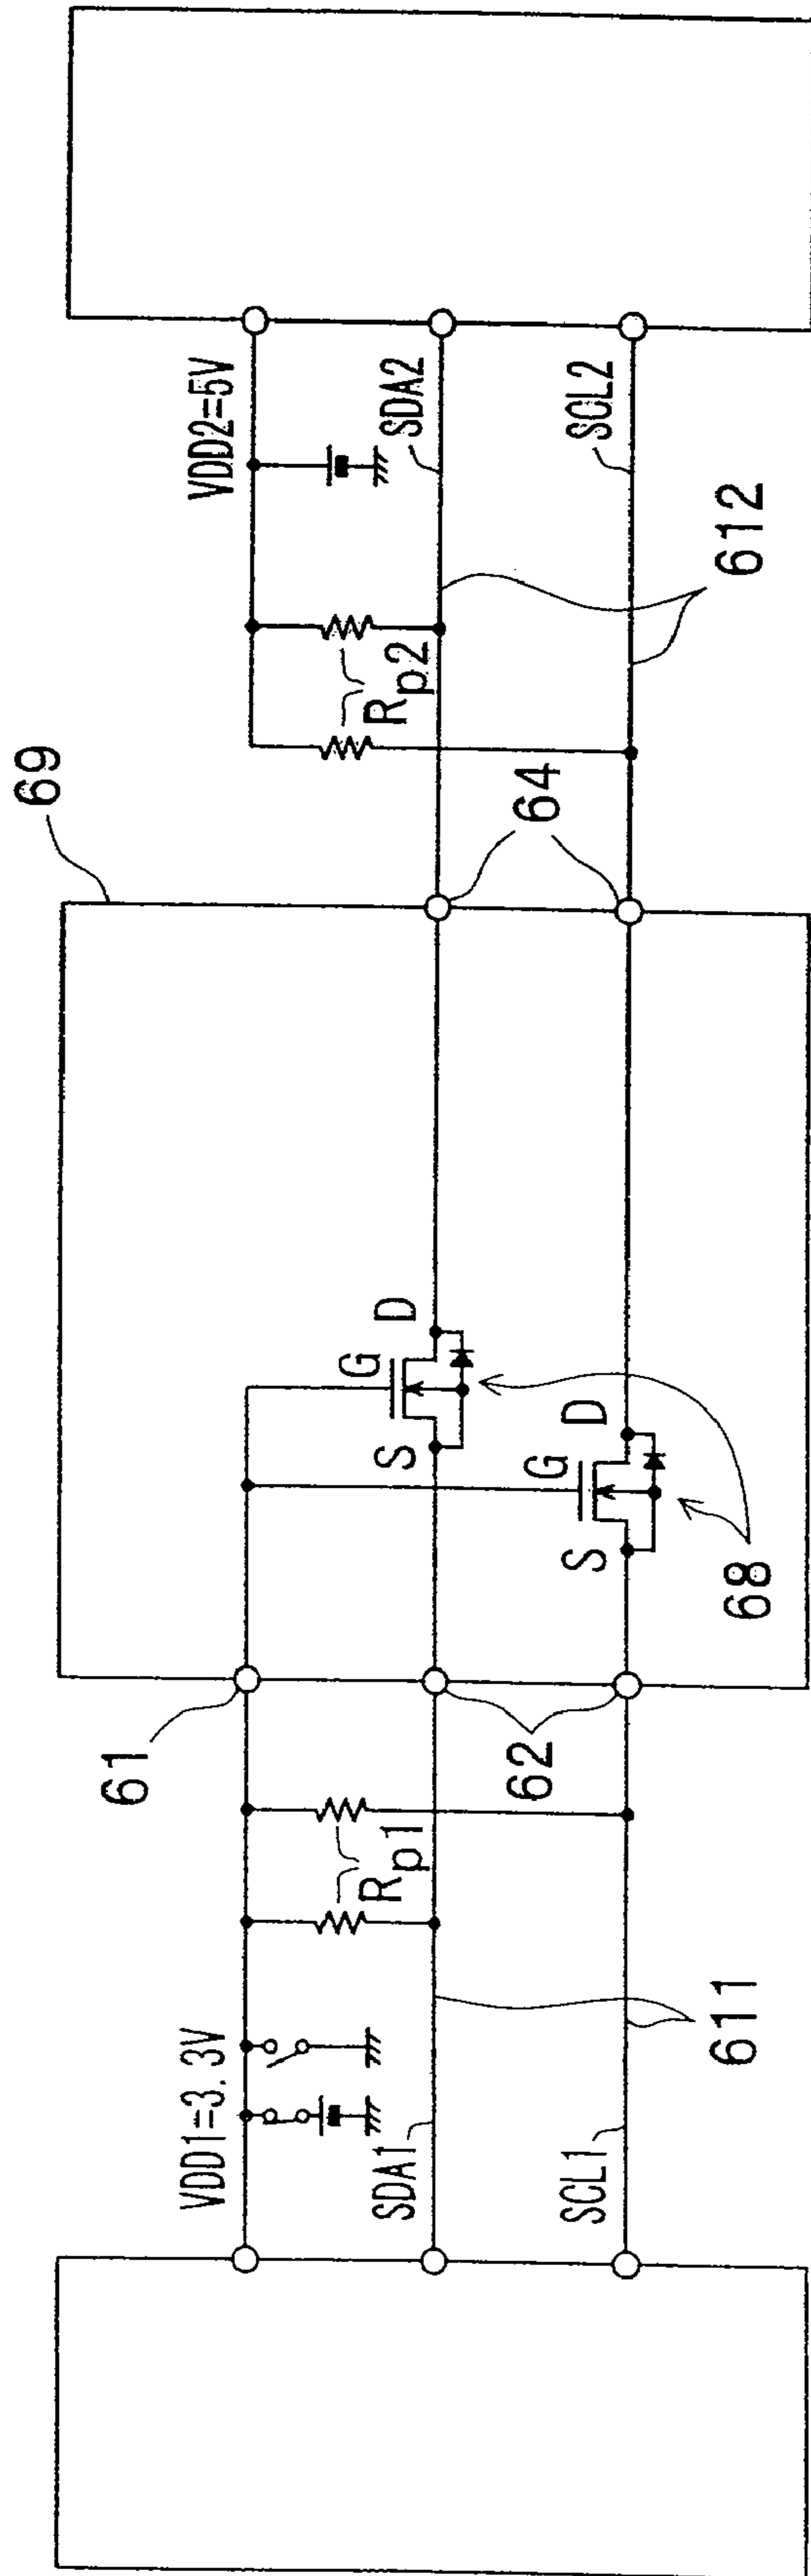 69
VDD1=3.3V
VDD2=5V
61
Rp1
Rp2
SDA1
SDA2
G
S
D
62
64
SCL1
SCL2
G
S
D
611
68
612